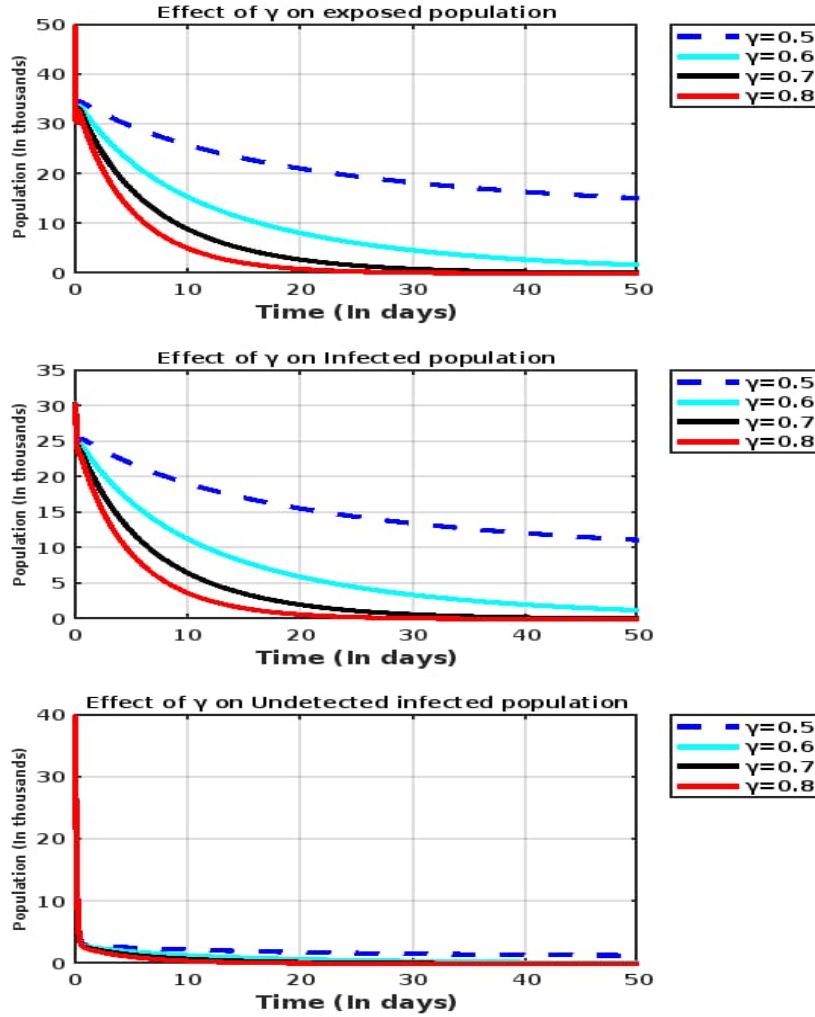 Effect of γ on exposed population
50
40
30
20
10
0
Population (In thousands)
0 10 20 30 40 50
Time (In days)
γ=0.5
γ=0.6
γ=0.7
γ=0.8
Effect of γ on Infected population
35
30
25
20
15
10
5
0
Population (In thousands)
0 10 20 30 40 50
Time (In days)
γ=0.5
γ=0.6
γ=0.7
γ=0.8
Effect of γ on Undetected infected population
40
30
20
10
0
Population (In thousands)
0 10 20 30 40 50
Time (In days)
γ=0.5
γ=0.6
γ=0.7
γ=0.8